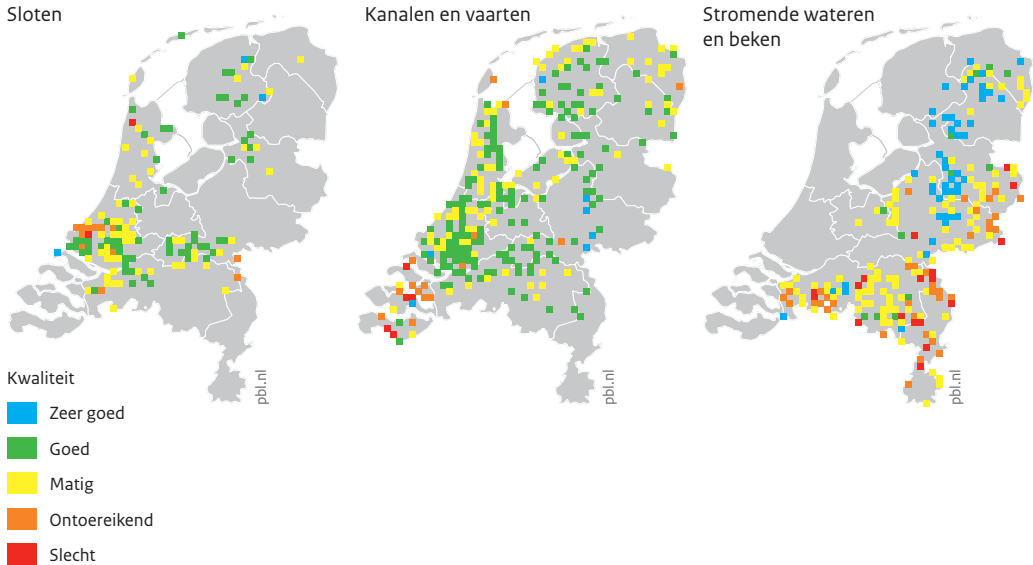 Sloten
Kanalen en vaarten
Stromende wateren
en beken
pbl.nl
pbl.nl
pbl.nl
Kwaliteit
Zeer goed
Goed
Matig
Ontoereikend
Slecht